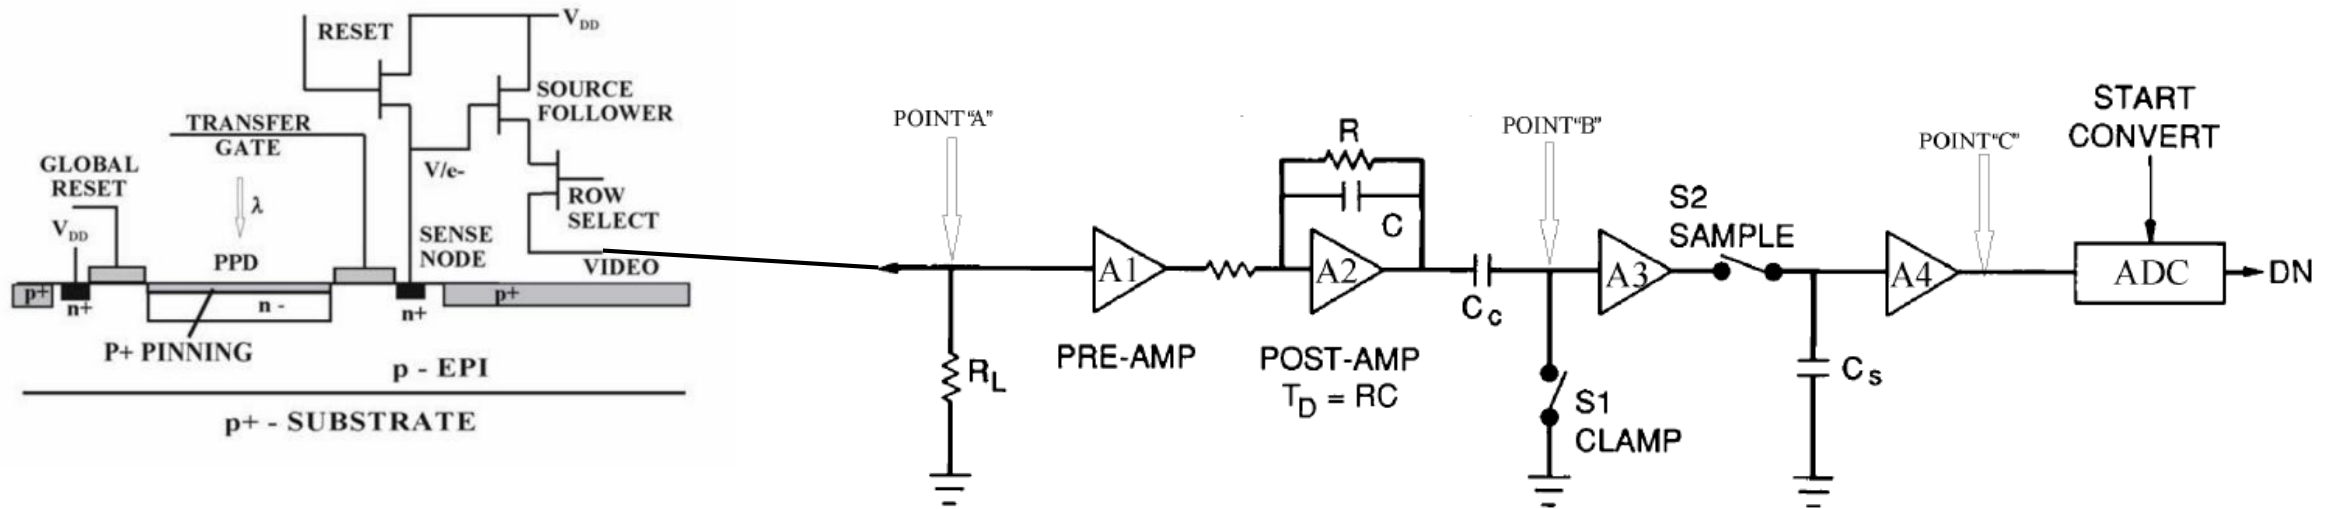 RESET
V_DD
SOURCE
FOLLOWER
TRANSFER
GATE
GLOBAL
RESET
V_DD
λ
V/e-
ROW
SELECT
PPD
SENSE
NODE
VIDEO
p+
n+
n -
n+
p+
P+ PINNING
p - EPI
p+ - SUBSTRATE
POINT"A"
R_L
A1
PRE-AMP
R
C
A2
POST-AMP
T_D = RC
C_c
POINT"B"
S1
CLAMP
A3
S2
SAMPLE
C_s
A4
POINT"C"
START
CONVERT
ADC
DN